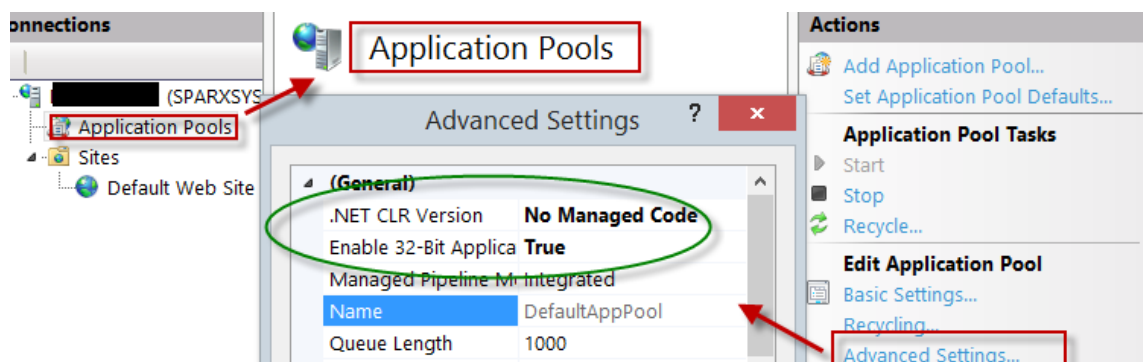 onnections
(SPARXSYS
Application Pools
Sites
Default Web Site
Application Pools
Advanced Settings
?
x
(General)
.NET CLR Version No Managed Code
Enable 32-Bit Applica True
Managed Pipeline M Integrated
Name DefaultAppPool
Queue Length 1000
Actions
Add Application Pool...
Set Application Pool Defaults...
Application Pool Tasks
Start
Stop
Recycle...
Edit Application Pool
Basic Settings...
Recycling...
Advanced Settings...